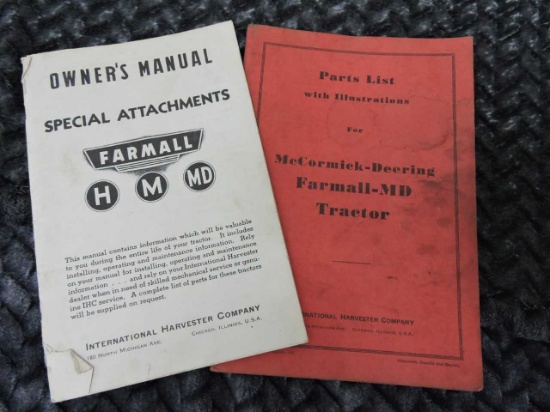 OWNER'S MANUAL
SPECIAL ATTACHMENTS
FARMALL
H M MD
This manual contains information which will be valuable
to you during the entire life of your tractor. It includes
installing, operating and maintenance information. Rely
on your manual for installing, operating and maintenance
information . . . and rely on your International Harvester
dealer when in need of skilled mechanical service or genu-
ine IHC service. A complete list of parts for these tractors
will be supplied on request.
INTERNATIONAL HARVESTER COMPANY
180 NORTH MICHIGAN AVE. CHICAGO, ILLINOIS, U.S.A.
Parts List
with Illustrations
For
McCormick-Deering
Farmall-MD
Tractor
INTERNATIONAL HARVESTER COMPANY
CHICAGO, ILLINOIS, U.S.A.